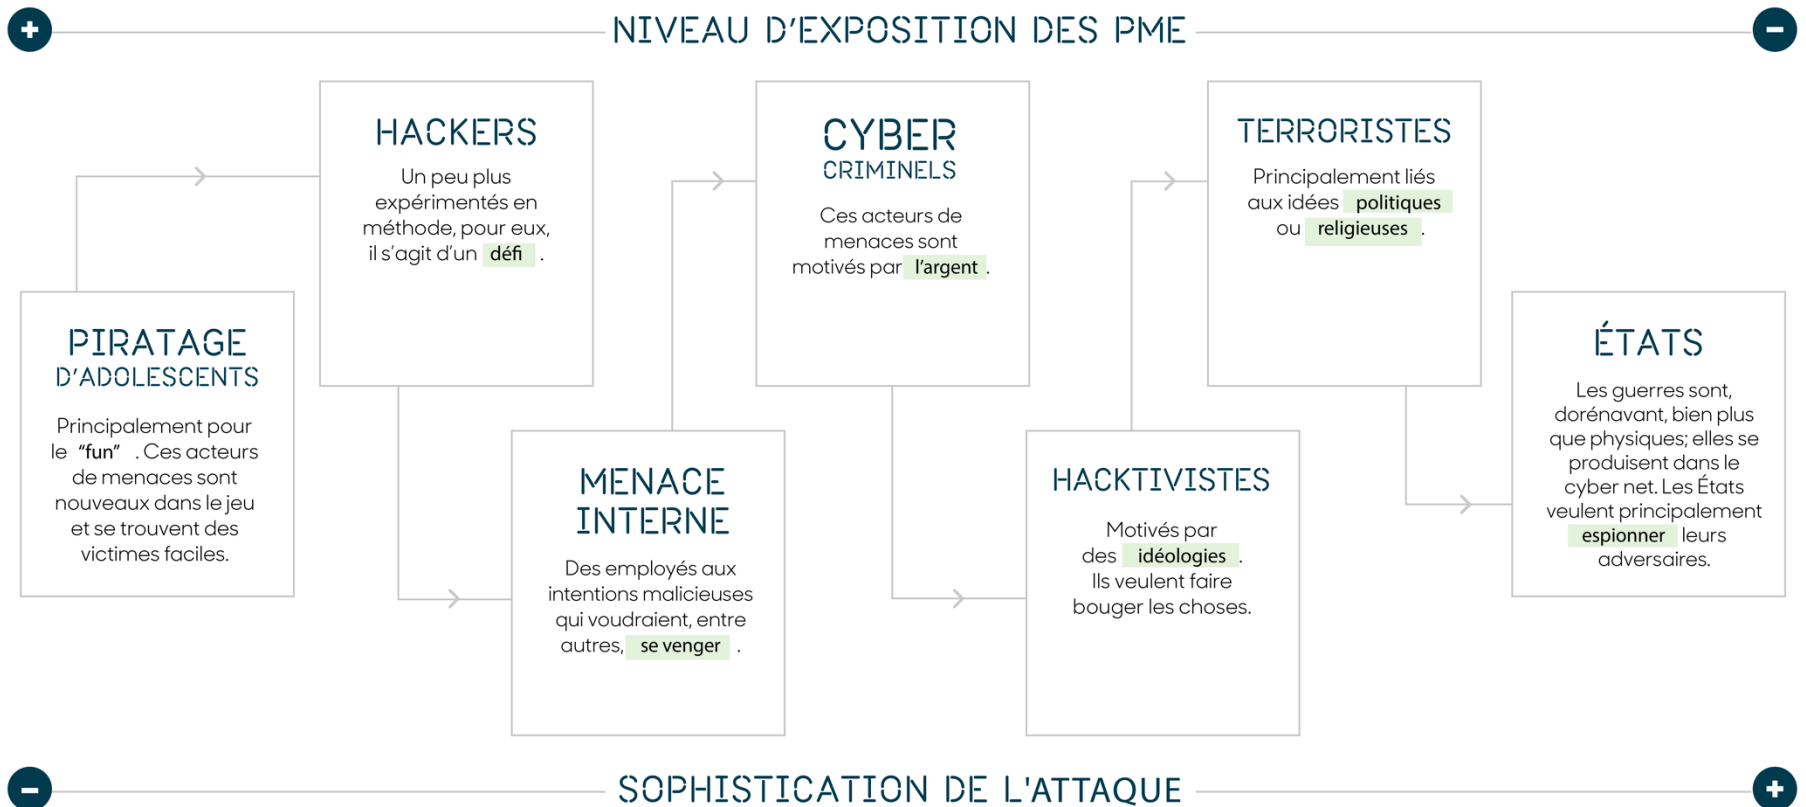 +
NIVEAU D'EXPOSITION DES PME
-
PIRATAGE
D'ADOLESCENTS
Principalement pour
le “fun” . Ces acteurs
de menaces sont
nouveaux dans le jeu
et se trouvent des
victimes faciles.
HACKERS
Un peu plus
expérimentés en
méthode, pour eux,
il s'agit d'un défi .
MENACE
INTERNE
Des employés aux
intentions malicieuses
qui voudraient, entre
autres, se venger .
CYBER
CRIMINELS
Ces acteurs de
menaces sont
motivés par l'argent .
HACKTIVISTES
Motivés par
des idéologies .
Ils veulent faire
bouger les choses.
TERRORISTES
Principalement liés
aux idées politiques
ou religieuses .
ÉTATS
Les guerres sont,
dorénavant, bien plus
que physiques; elles se
produisent dans le
cyber net. Les États
veulent principalement
espionner leurs
adversaires.
-
SOPHISTICATION DE L'ATTAQUE
+